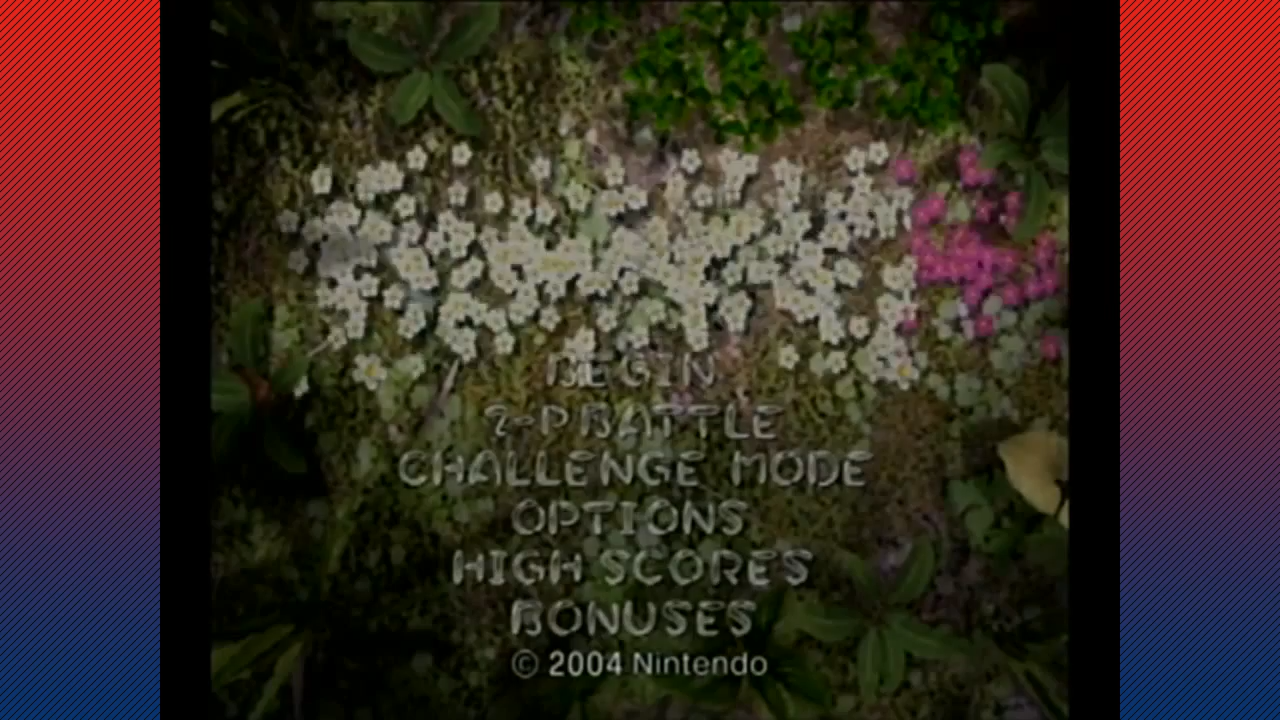 BEGIN
2-P BATTLE
CHALLENGE MODE
OPTIONS
HIGH SCORES
BONUSES
© 2004 Nintendo